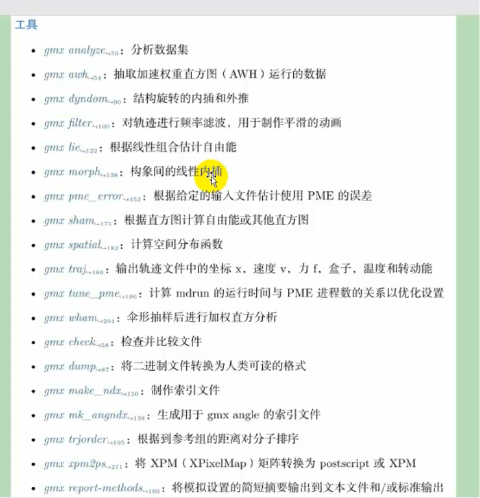 工具
• gmx analyze→50：分析数据集
• gmx awh→54：抽取加速权重直方图（AWH）运行的数据
• gmx dyndom→90：结构旋转的内插和外推
• gmx filter→100：对轨迹进行频率滤波，用于制作平滑的动画
• gmx lie→122：根据线性组合估计自由能
• gmx morph→138：构象间的线性内插
• gmx pme_error→152：根据给定的输入文件估计使用 PME 的误差
• gmx sham→175：根据直方图计算自由能或其他直方图
• gmx spatial→182：计算空间分布函数
• gmx traj→188：输出轨迹文件中的坐标 x，速度 v，力 f，盒子，温度和转动能
• gmx tune_pme→196：计算 mdrun 的运行时间与 PME 进程数的关系以优化设置
• gmx wham→204：伞形抽样后进行加权直方分析
• gmx check→58：检查并比较文件
• gmx dump→87：将二进制文件转换为人类可读的格式
• gmx make_ndx→120：制作索引文件
• gmx mk_angndx→138：生成用于 gmx angle 的索引文件
• gmx trjorder→195：根据到参考组的距离对分子排序
• gmx xpm2ps→211：将 XPM（XPixelMap）矩阵转换为 postscript 或 XPM
• gmx report-methods→160：将模拟设置的简短摘要输出到文本文件和/或标准输出